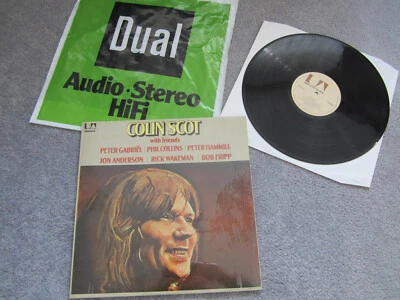 Dual
Audio·Stereo
HiFi
COLIN SCOT
with friends
PETER GABRIEL / PHIL COLLINS / PETER HAMMILL
JON ANDERSON / RICK WAKEMAN / BOB FRIPP